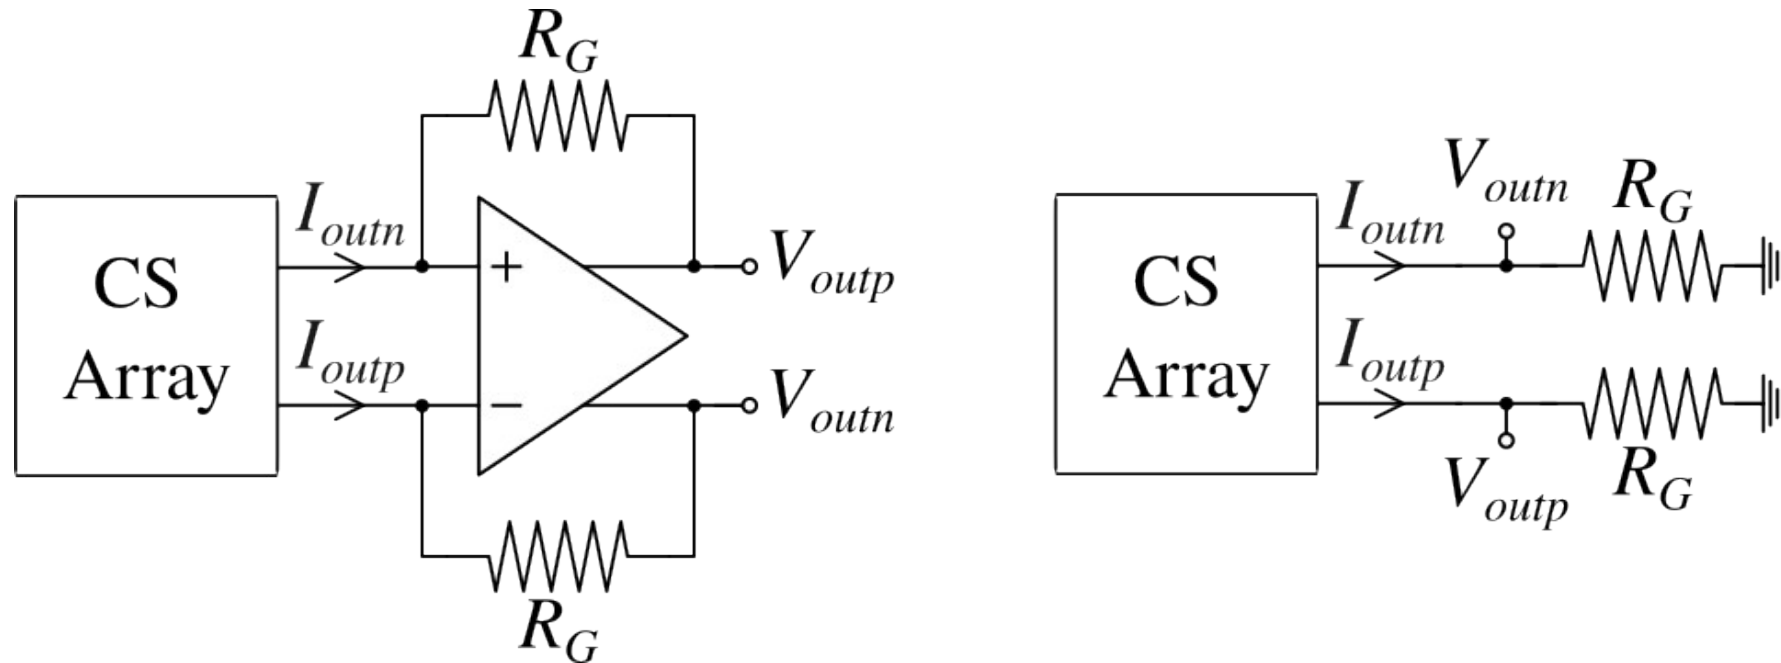 R_G
I_outn
CS
Array
+
V_outp
I_outp
−
V_outn
R_G
V_outn
R_G
I_outn
CS
Array
I_outp
V_outp
R_G